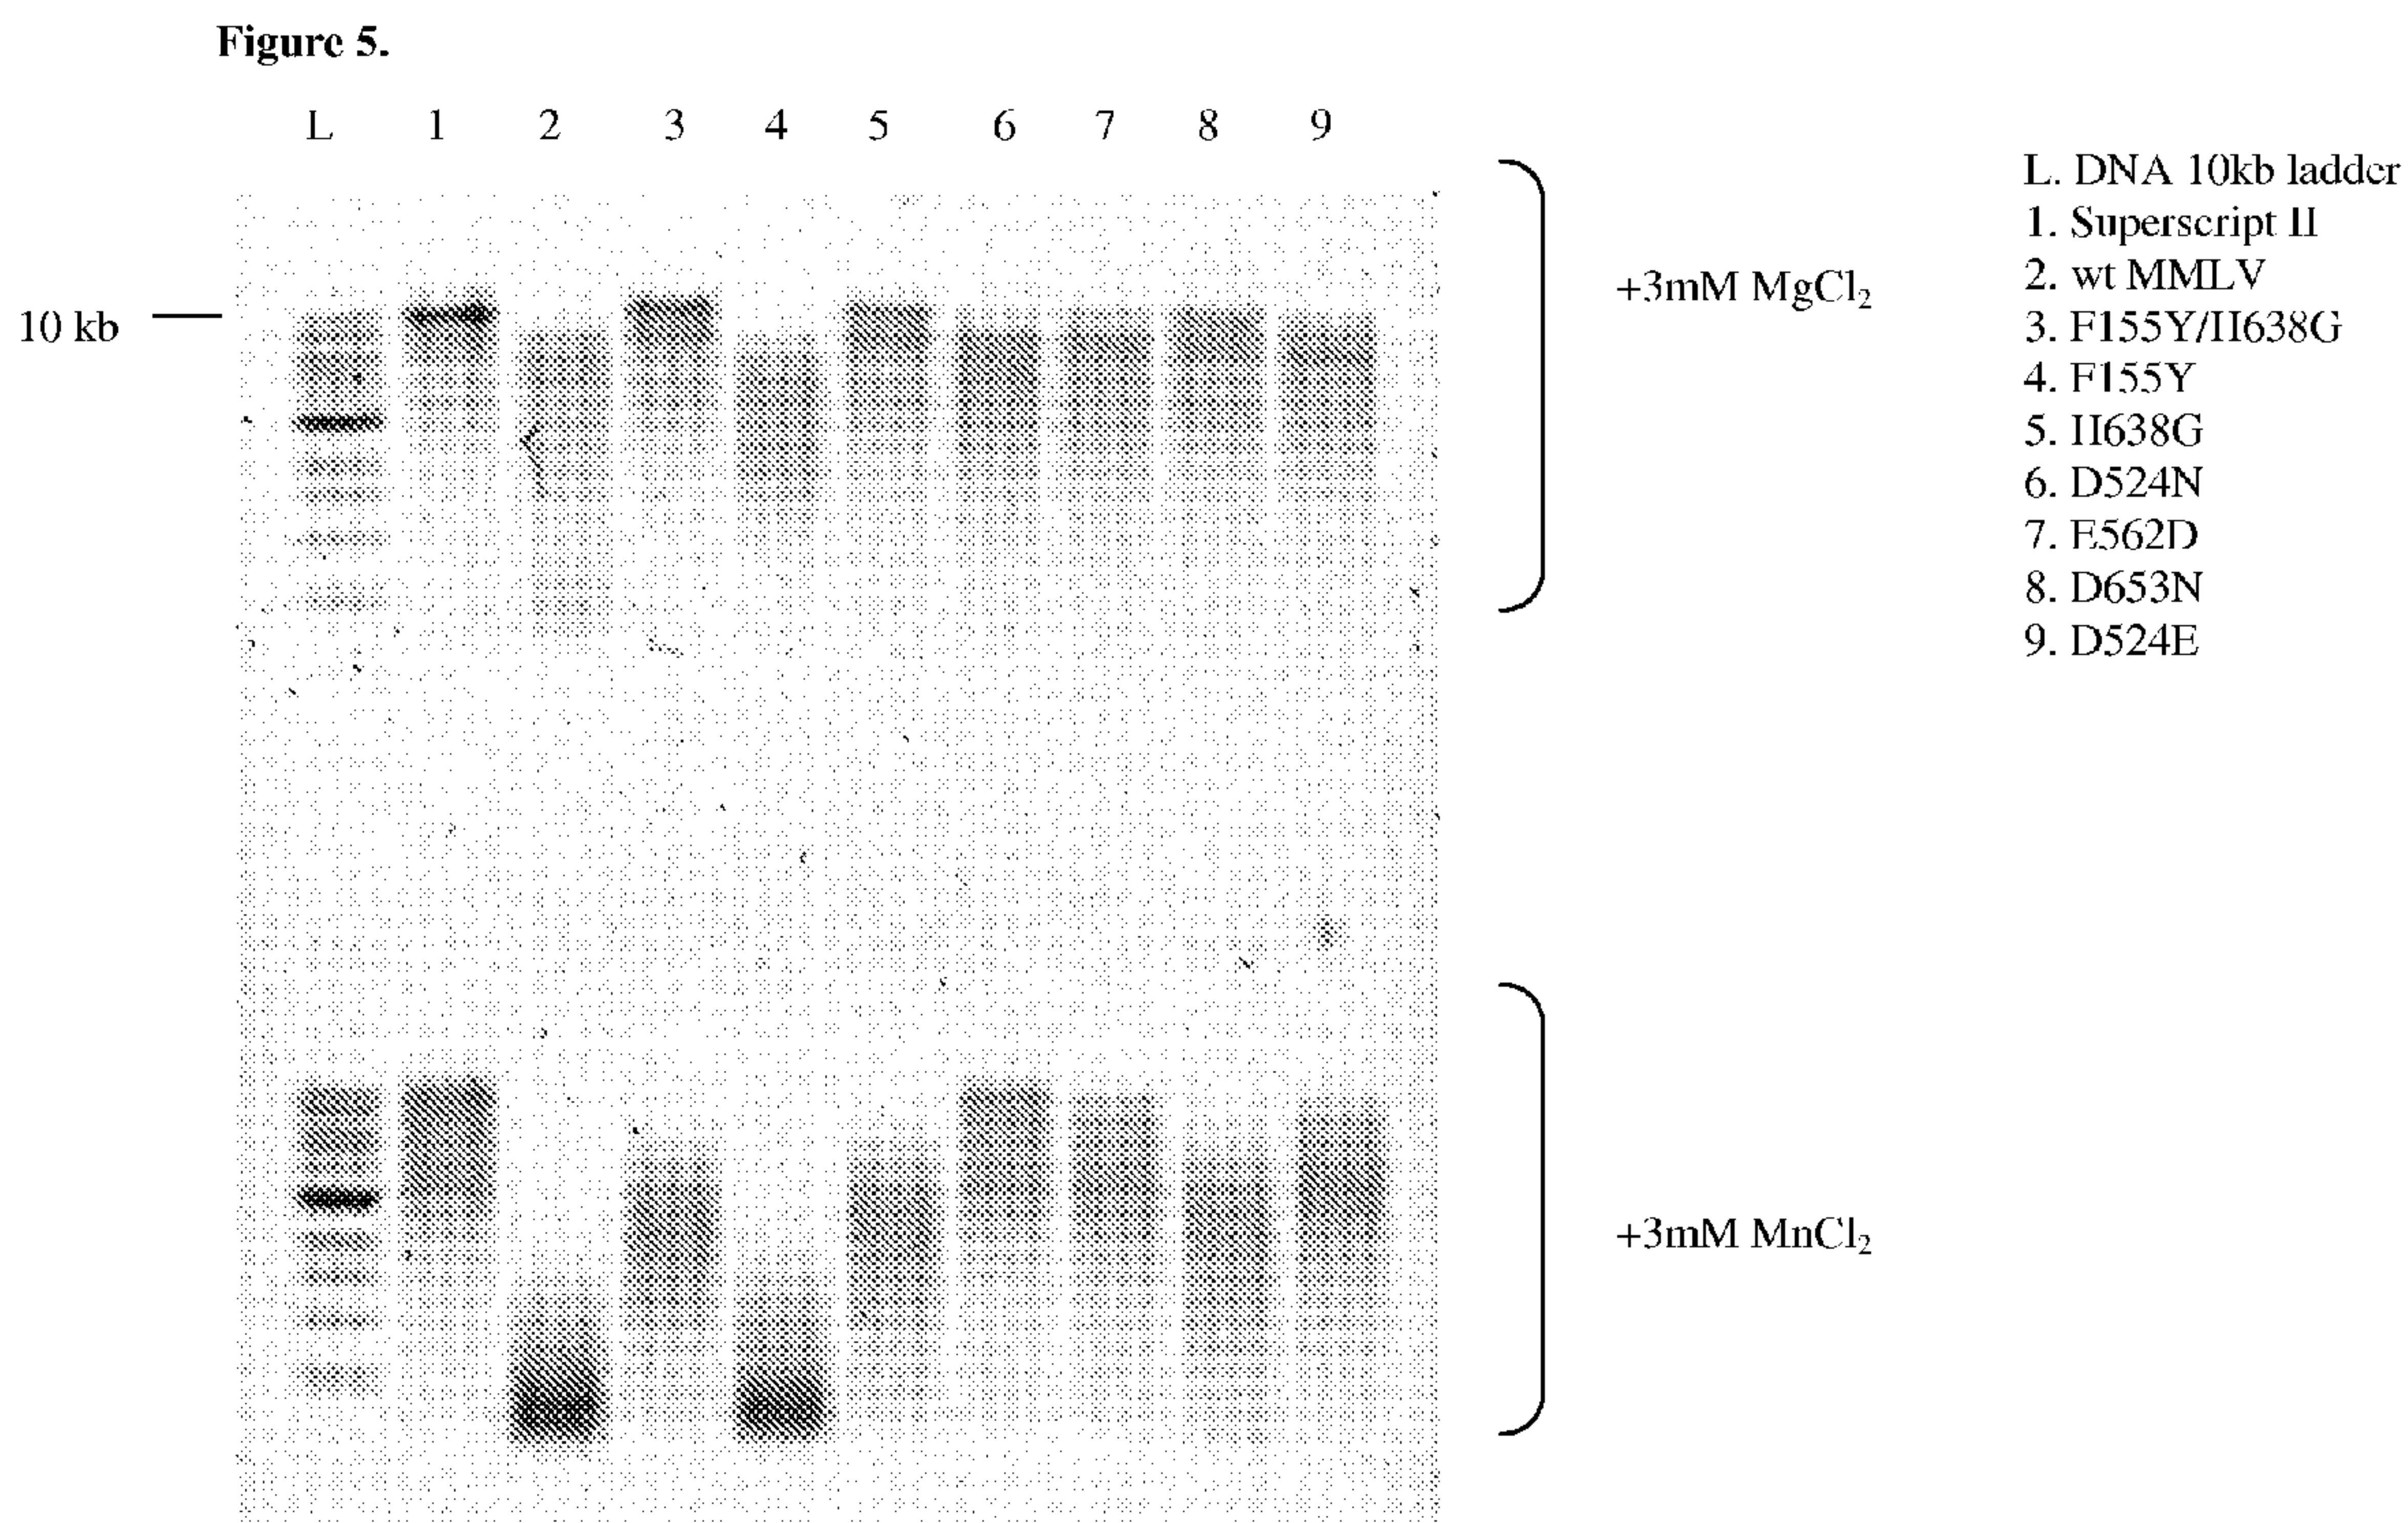 Figure 5.
L 1 2 3 4 5 6 7 8 9
10 kb
+3mM MgCl₂
L. DNA 10kb ladder
1. Superscript II
2. wt MMLV
3. F155Y/H638G
4. F155Y
5. H638G
6. D524N
7. E562D
8. D653N
9. D524E
+3mM MnCl₂